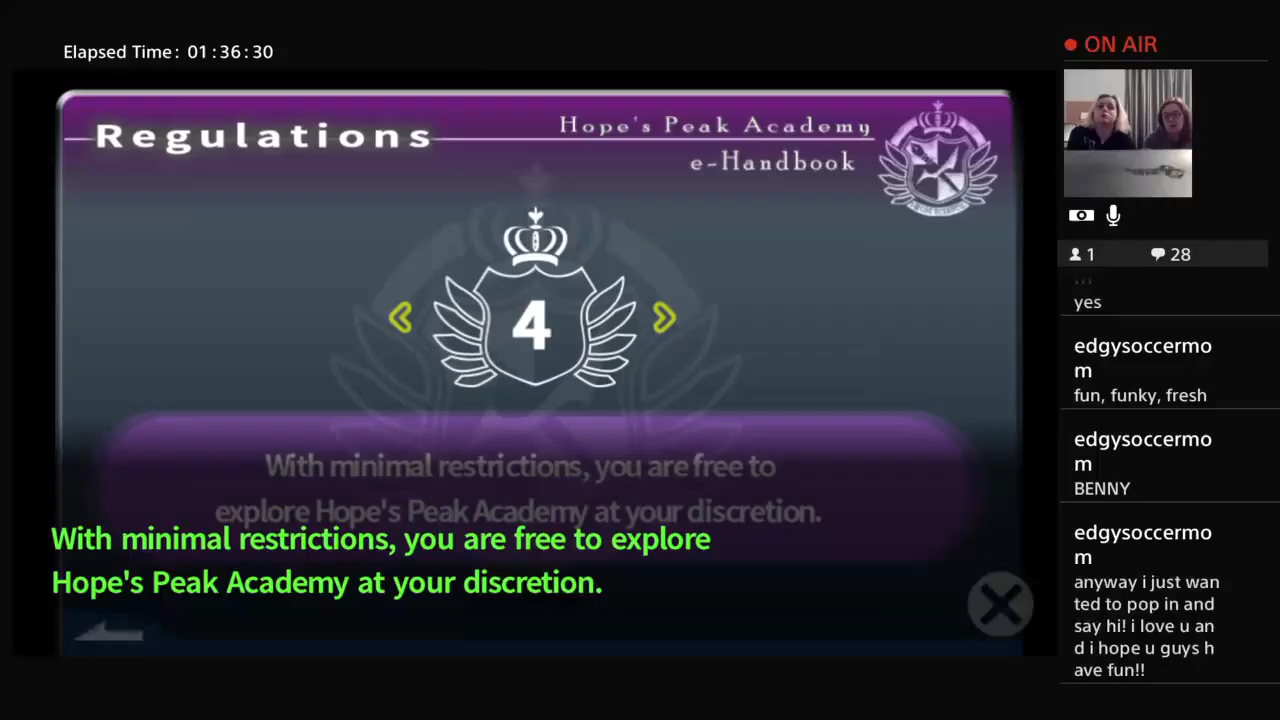 Elapsed Time: 01:36:30
ON AIR
Regulations
Hope's Peak Academy
e-Handbook
4
With minimal restrictions, you are free to
explore Hope's Peak Academy at your discretion.
With minimal restrictions, you are free to explore
Hope's Peak Academy at your discretion.
1
28
yes
edgysoccermo
m
fun, funky, fresh
edgysoccermo
m
BENNY
edgysoccermo
m
anyway i just wan
ted to pop in and
say hi! i love u an
d i hope u guys h
ave fun!!